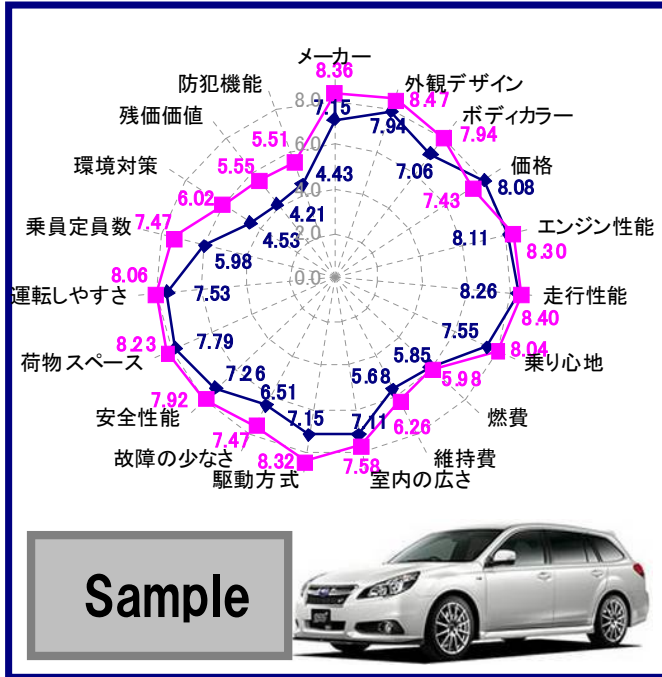 メーカー
8.36
防犯機能
外観デザイン
8.0
8.47
7.15
残価価値
7.94
ボディカラー
7.94
5.51
6.0
7.06
環境対策
5.55
4.43
価格
4.0
7.43
8.08
6.02
4.21
乗員定員数
7.47
2.0
8.11
エンジン性能
4.53
8.30
5.98
8.06
0.0
運転しやすさ
7.53
8.26
走行性能
8.40
7.55
8.23
7.79
5.85
8.04
荷物スペース
5.68
5.98
乗り心地
7.26
6.51
7.92
安全性能
7.15
7.11
6.26
燃費
7.47
故障の少なさ
8.32
7.58
維持費
駆動方式
室内の広さ
Sample